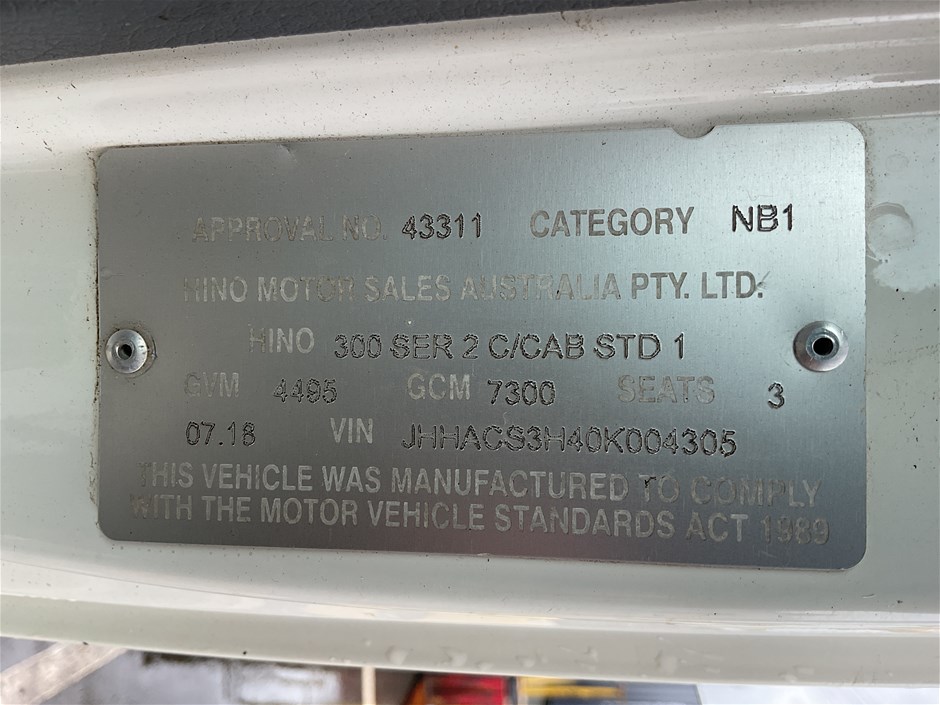 APPROVAL NO. 43311 CATEGORY NB1
HINO MOTOR SALES AUSTRALIA PTY. LTD.
HINO 300 SER 2 C/CAB STD 1
GVM 4495 GCM 7300 SEATS 3
07.18 VIN JHHACS3H40K004305
THIS VEHICLE WAS MANUFACTURED TO COMPLY
WITH THE MOTOR VEHICLE STANDARDS ACT 1989